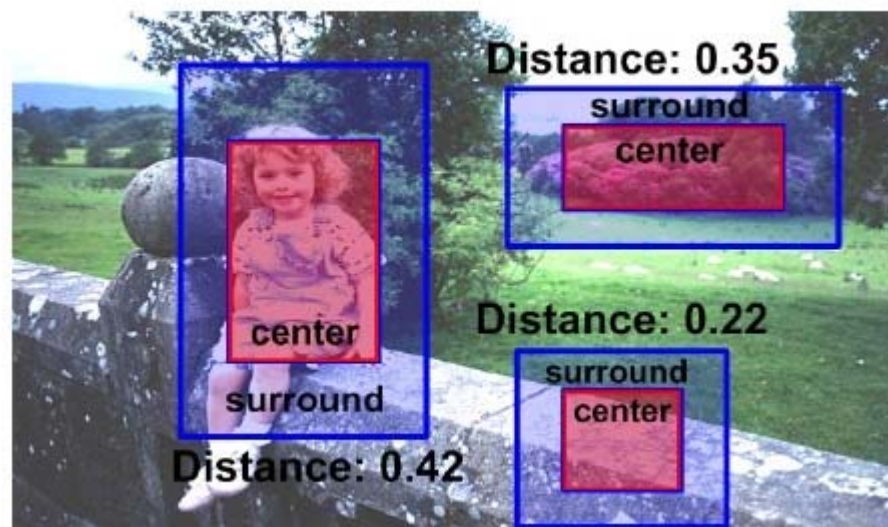 Distance: 0.35
surround
center
Distance: 0.22
surround
center
center
surround
Distance: 0.42